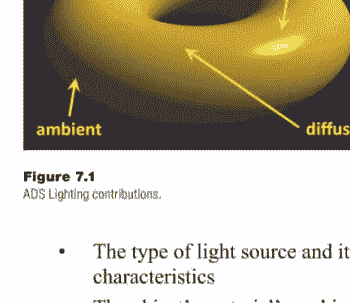 ambient
diffus
Figure 7.1
ADS Lighting contributions.
• The type of light source and it
characteristics